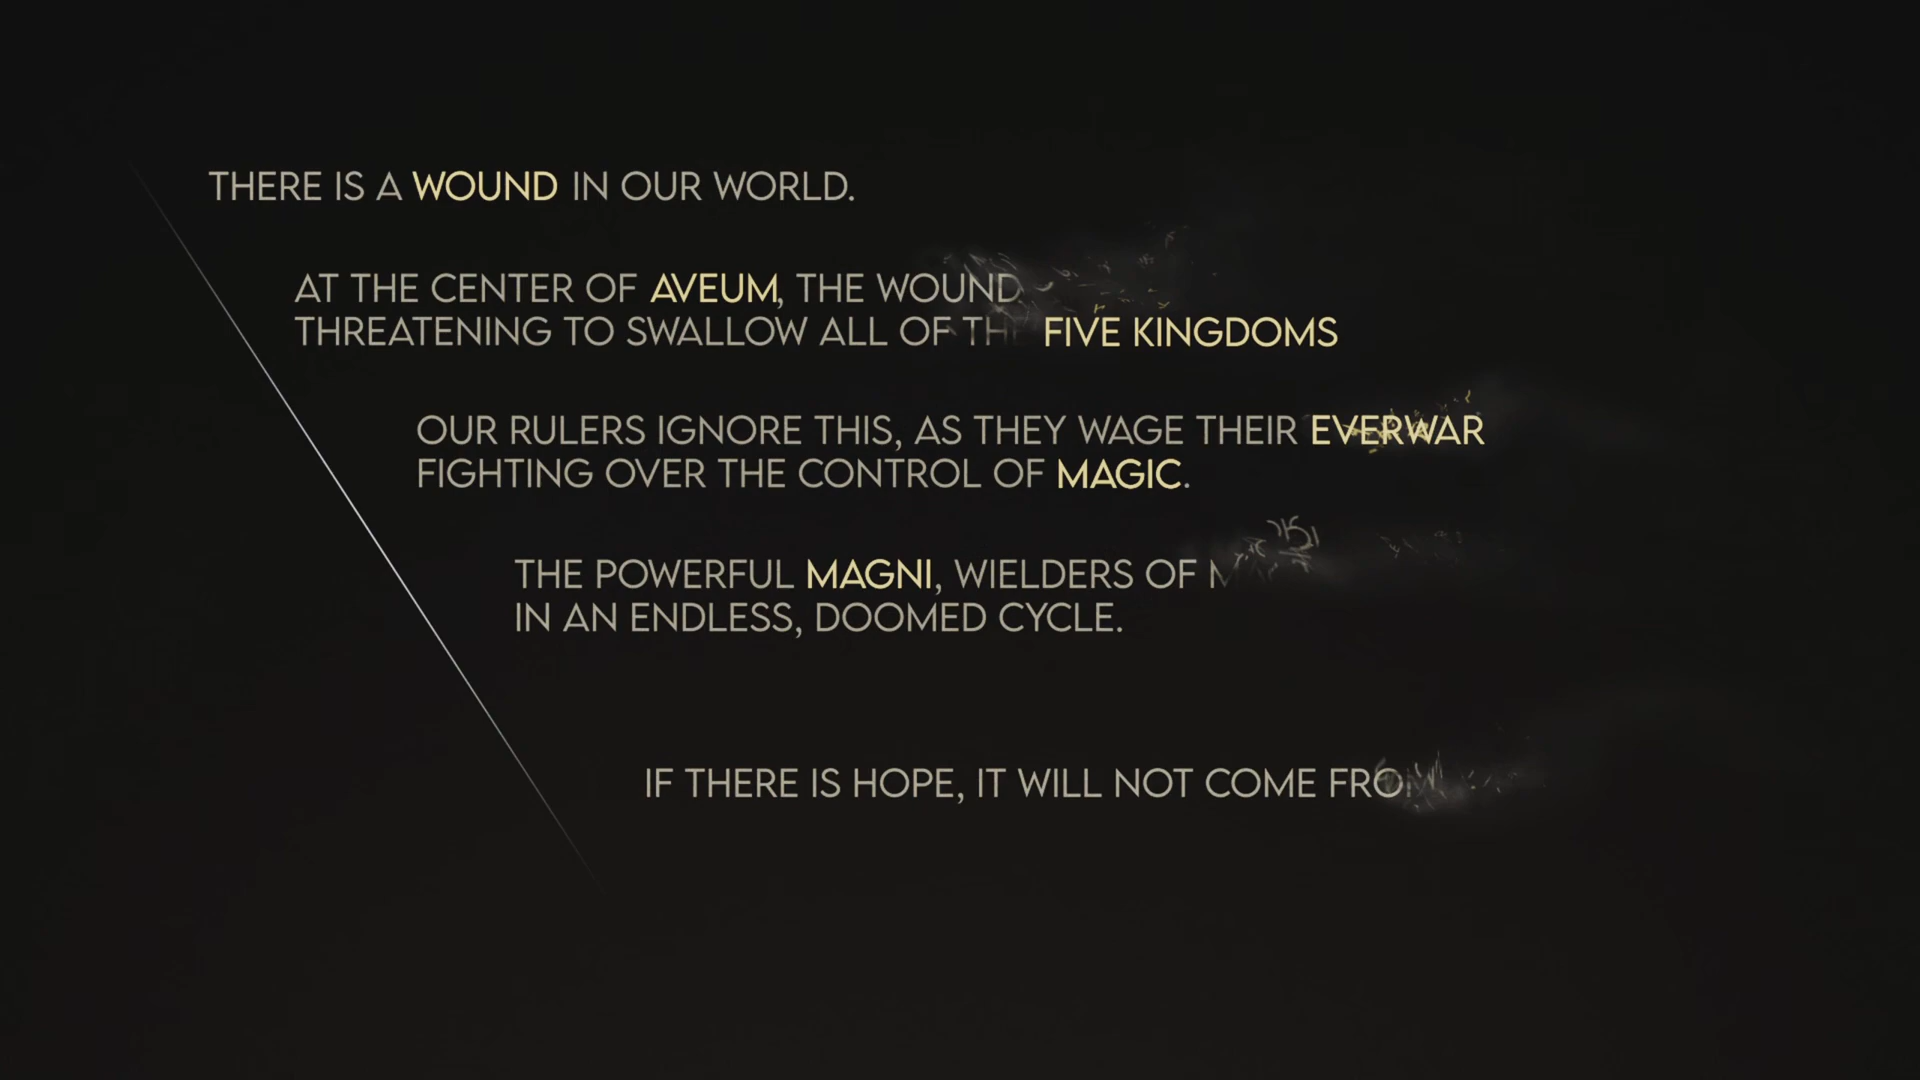 THERE IS A WOUND IN OUR WORLD.
AT THE CENTER OF AVEUM, THE WOUND
THREATENING TO SWALLOW ALL OF FIVE KINGDOMS
OUR RULERS IGNORE THIS, AS THEY WAGE THEIR EVERWAR
FIGHTING OVER THE CONTROL OF MAGIC.
THE POWERFUL MAGNI, WIELDERS OF
IN AN ENDLESS, DOOMED CYCLE.
IF THERE IS HOPE, IT WILL NOT COME FROM